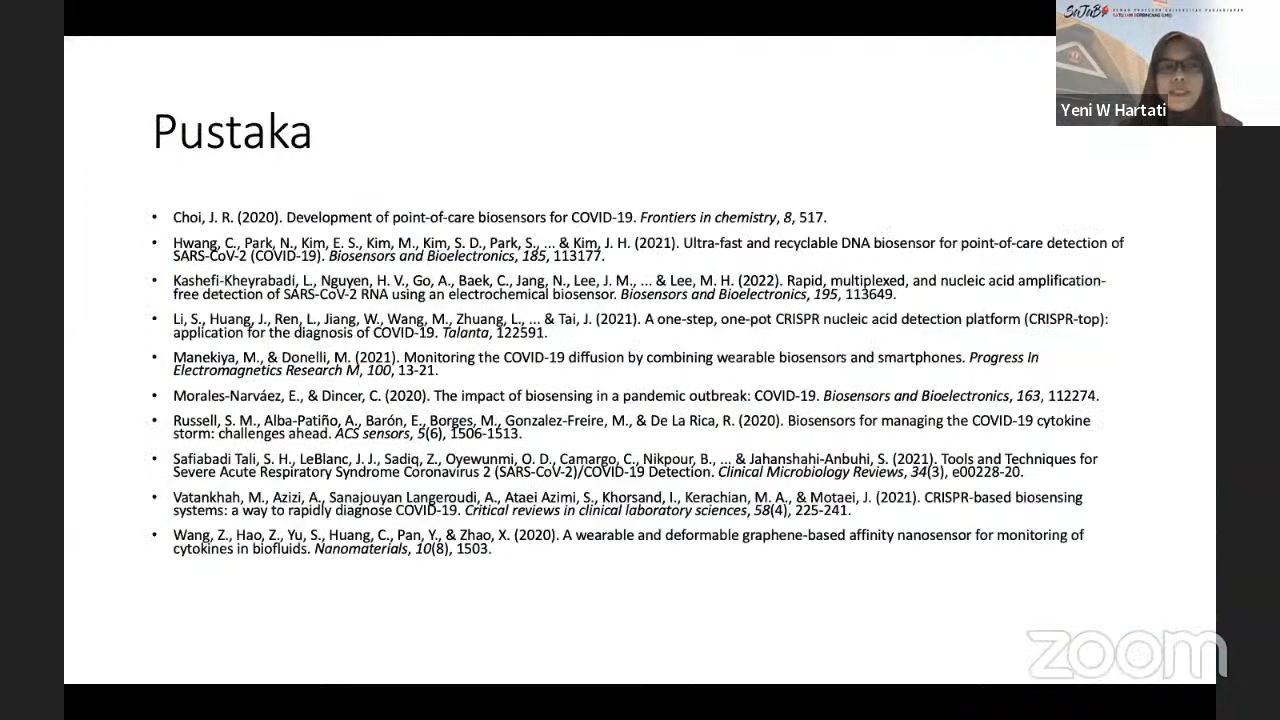 SaJaBi DEWAN PROFESOR UNIVERSITAS PADJADJARAN
SATU JAM BERBINCANG ILMU
Yeni W Hartati
Pustaka
• Choi, J. R. (2020). Development of point-of-care biosensors for COVID-19. Frontiers in chemistry, 8, 517.
• Hwang, C., Park, N., Kim, E. S., Kim, M., Kim, S. D., Park, S., ... & Kim, J. H. (2021). Ultra-fast and recyclable DNA biosensor for point-of-care detection of
SARS-CoV-2 (COVID-19). Biosensors and Bioelectronics, 185, 113177.
• Kashefi-Kheyrabadi, L., Nguyen, H. V., Go, A., Baek, C., Jang, N., Lee, J. M., ... & Lee, M. H. (2022). Rapid, multiplexed, and nucleic acid amplification-
free detection of SARS-CoV-2 RNA using an electrochemical biosensor. Biosensors and Bioelectronics, 195, 113649.
• Li, S., Huang, J., Ren, L., Jiang, W., Wang, M., Zhuang, L., ... & Tai, J. (2021). A one-step, one-pot CRISPR nucleic acid detection platform (CRISPR-top):
application for the diagnosis of COVID-19. Talanta, 122591.
• Manekiya, M., & Donelli, M. (2021). Monitoring the COVID-19 diffusion by combining wearable biosensors and smartphones. Progress In
Electromagnetics Research M, 100, 13-21.
• Morales-Narváez, E., & Dincer, C. (2020). The impact of biosensing in a pandemic outbreak: COVID-19. Biosensors and Bioelectronics, 163, 112274.
• Russell, S. M., Alba-Patiño, A., Barón, E., Borges, M., Gonzalez-Freire, M., & De La Rica, R. (2020). Biosensors for managing the COVID-19 cytokine
storm: challenges ahead. ACS sensors, 5(6), 1506-1513.
• Safiabadi Tali, S. H., LeBlanc, J. J., Sadiq, Z., Oyewunmi, O. D., Camargo, C., Nikpour, B., ... & Jahanshahi-Anbuhi, S. (2021). Tools and Techniques for
Severe Acute Respiratory Syndrome Coronavirus 2 (SARS-CoV-2)/COVID-19 Detection. Clinical Microbiology Reviews, 34(3), e00228-20.
• Vatankhah, M., Azizi, A., Sanajouyan Langeroudi, A., Ataei Azimi, S., Khorsand, I., Kerachian, M. A., & Motaei, J. (2021). CRISPR-based biosensing
systems: a way to rapidly diagnose COVID-19. Critical reviews in clinical laboratory sciences, 58(4), 225-241.
• Wang, Z., Hao, Z., Yu, S., Huang, C., Pan, Y., & Zhao, X. (2020). A wearable and deformable graphene-based affinity nanosensor for monitoring of
cytokines in biofluids. Nanomaterials, 10(8), 1503.
zoom